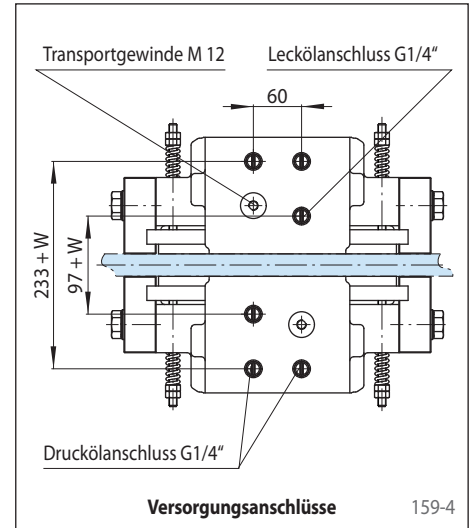 Transportgewinde M 12
Leckölanschluss G1/4“
60
233 + W
97 + W
Druckölanschluss G1/4“
Versorgungsanschlüsse
159-4